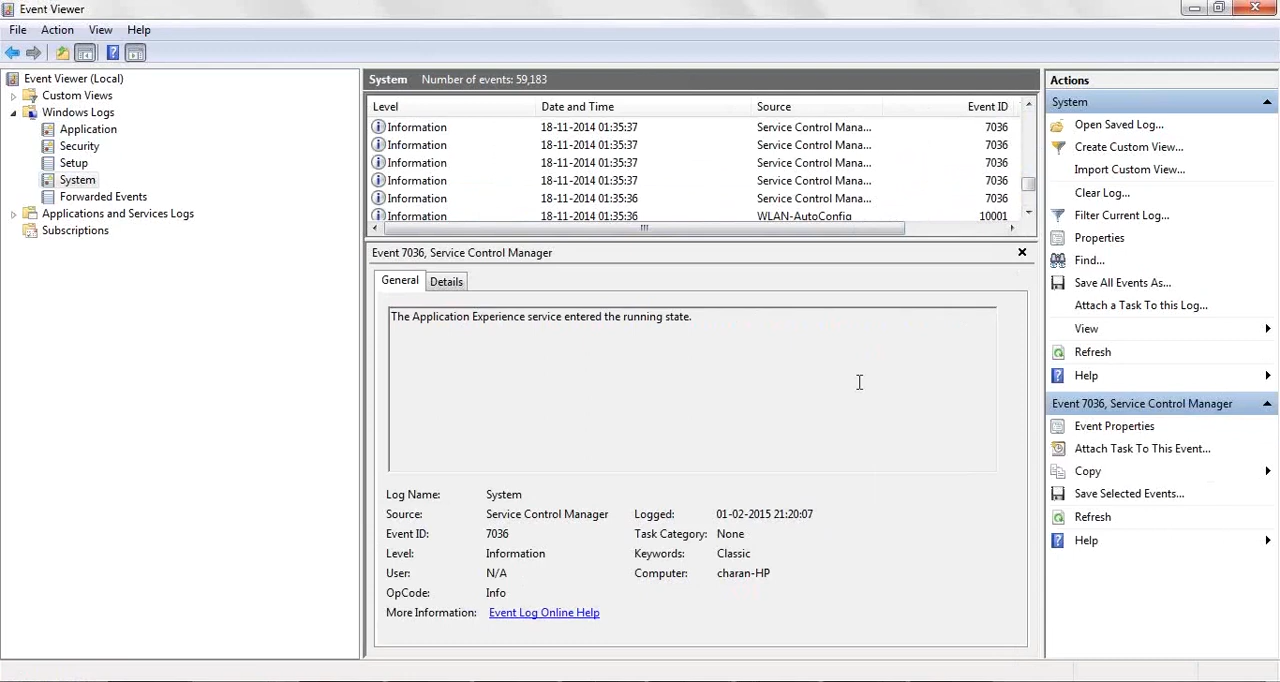 Event Viewer
File Action View Help
Event Viewer (Local)
Custom Views
Windows Logs
Application
Security
Setup
System
Forwarded Events
Applications and Services Logs
Subscriptions
System Number of events: 59,183
Level Date and Time Source Event ID
Information 18-11-2014 01:35:37 Service Control Mana... 7036
Information 18-11-2014 01:35:37 Service Control Mana... 7036
Information 18-11-2014 01:35:37 Service Control Mana... 7036
Information 18-11-2014 01:35:37 Service Control Mana... 7036
Information 18-11-2014 01:35:36 Service Control Mana... 7036
Information 18-11-2014 01:35:36 WLAN-AutoConfig 10001
Event 7036, Service Control Manager
General Details
The Application Experience service entered the running state.
Log Name: System
Source: Service Control Manager Logged: 01-02-2015 21:20:07
Event ID: 7036 Task Category: None
Level: Information Keywords: Classic
User: N/A Computer: charan-HP
OpCode: Info
More Information: Event Log Online Help
Actions
System
Open Saved Log...
Create Custom View...
Import Custom View...
Clear Log...
Filter Current Log...
Properties
Find...
Save All Events As...
Attach a Task To this Log...
View
Refresh
Help
Event 7036, Service Control Manager
Event Properties
Attach Task To This Event...
Copy
Save Selected Events...
Refresh
Help